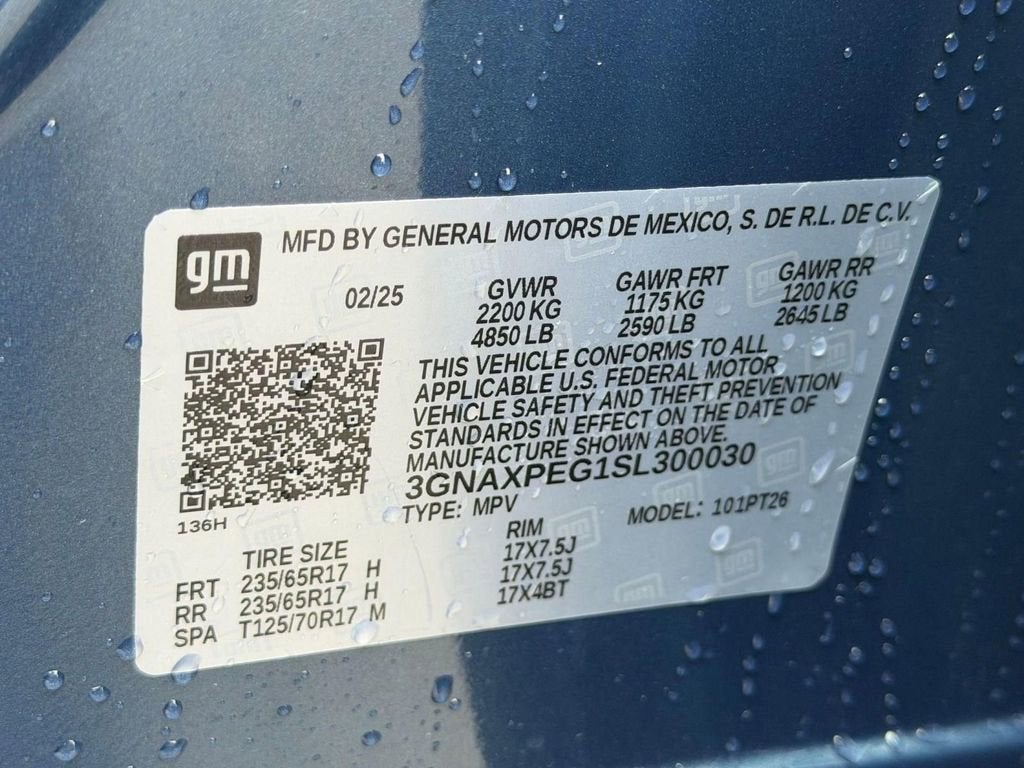 gm
MFD BY GENERAL MOTORS DE MEXICO, S. DE R.L. DE C.V.
02/25
GVWR
2200 KG
4850 LB
GAWR FRT
1175 KG
2590 LB
GAWR RR
1200 KG
2645 LB
THIS VEHICLE CONFORMS TO ALL
APPLICABLE U.S. FEDERAL MOTOR
VEHICLE SAFETY AND THEFT PREVENTION
STANDARDS IN EFFECT ON THE DATE OF
MANUFACTURE SHOWN ABOVE.
3GNAXPEG1SL300030
TYPE: MPV
MODEL: 101PT26
136H
TIRE SIZE
RIM
FRT 235/65R17 H 17X7.5J
RR 235/65R17 H 17X7.5J
SPA T125/70R17 M 17X4BT